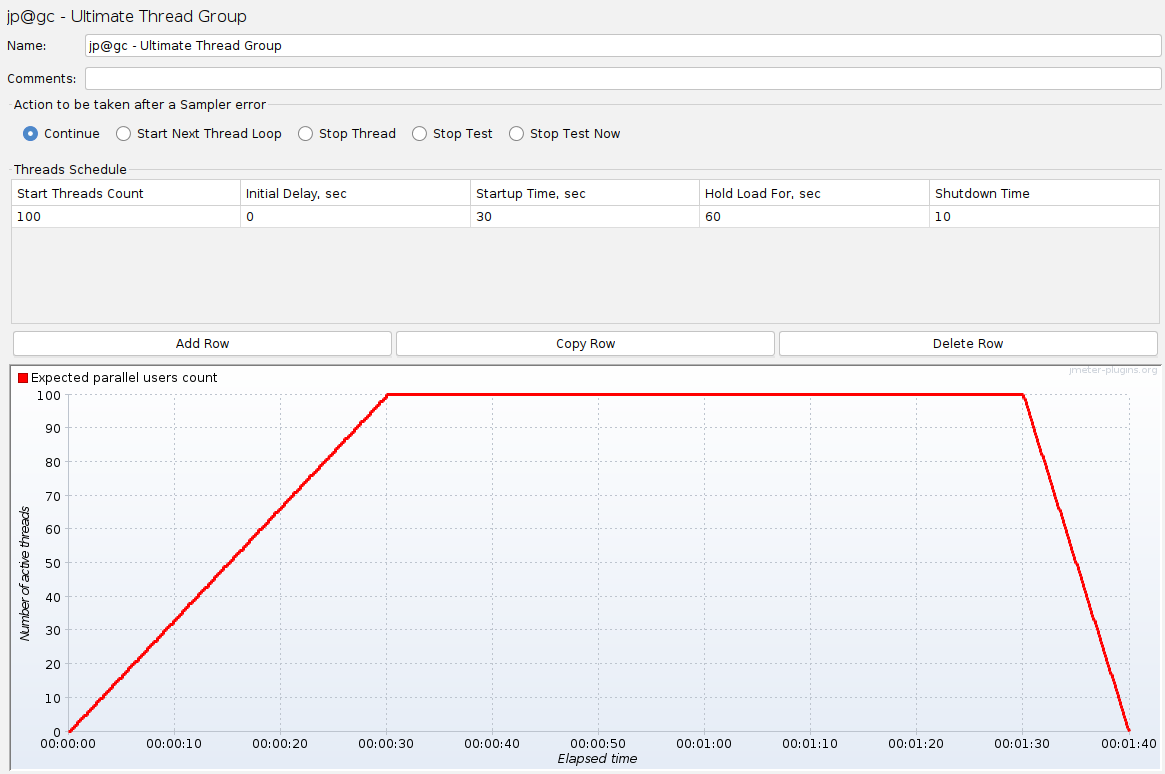 jp@gc - Ultimate Thread Group
Name: jp@gc - Ultimate Thread Group
Comments:
Action to be taken after a Sampler error
Continue Start Next Thread Loop Stop Thread Stop Test Stop Test Now
Threads Schedule
Start Threads Count Initial Delay, sec Startup Time, sec Hold Load For, sec Shutdown Time
100 0 30 60 10
Add Row Copy Row Delete Row
jmeter-plugins.org
Expected parallel users count
100
90
80
70
60
50
40
30
20
10
0
Number of active threads
00:00:00 00:00:10 00:00:20 00:00:30 00:00:40 00:00:50 00:01:00 00:01:10 00:01:20 00:01:30 00:01:40
Elapsed time